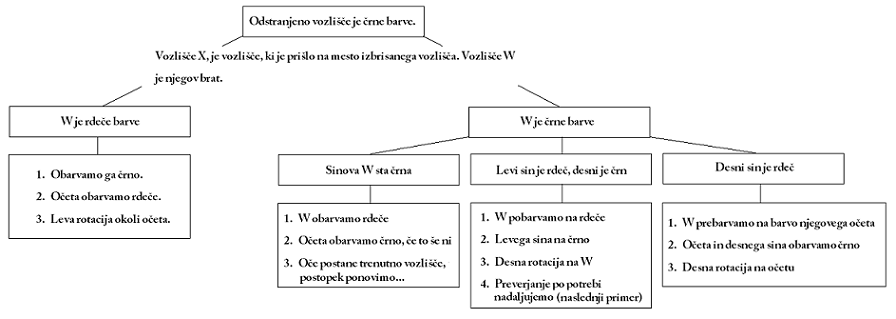 Odstranjeno vozlišče je črne barve.
Vozlišče X, je vozlišče, ki je prišlo na mesto izbrisanega vozlišča. Vozlišče W
je njegov brat.
W je rdeče barve
W je črne barve
1. Obarvamo ga črno.
2. Očeta obarvamo rdeče.
3. Leva rotacija okoli očeta.
Sinova W sta črna
1. W obarvamo rdeče
2. Očeta obarvamo črno, če to še ni
3. Oče postane trenutno vozlišče,
postopek ponovimo...
Levi sin je rdeč, desni je črn
1. W pobarvamo na rdeče
2. Levega sina na črno
3. Desna rotacija na W
4. Preverjanje po potrebi
nadaljujemo (naslednji primer)
Desni sin je rdeč
1. W prebarvamo na barvo njegovega očeta
2. Očeta in desnega sina obarvamo črno
3. Desna rotacija na očetu